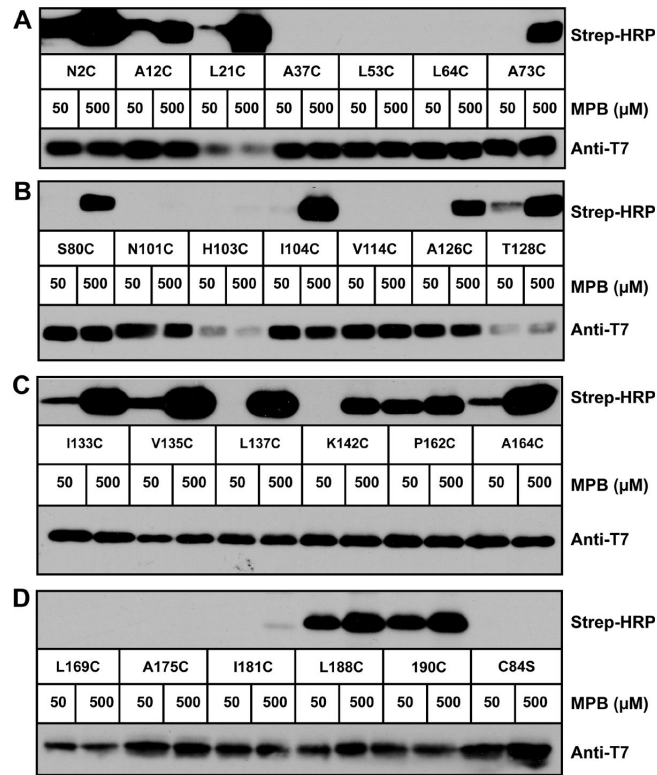 A
Strep-HRP
N2C A12C L21C A37C L53C L64C A73C
50 500 50 500 50 500 50 500 50 500 50 500 50 500 MPB (µM)
Anti-T7
B
Strep-HRP
S80C N101C H103C I104C V114C A126C T128C
50 500 50 500 50 500 50 500 50 500 50 500 50 500 MPB (µM)
Anti-T7
C
Strep-HRP
I133C V135C L137C K142C P162C A164C
50 500 50 500 50 500 50 500 50 500 50 500 MPB (µM)
Anti-T7
D
Strep-HRP
L169C A175C I181C L188C 190C C84S
50 500 50 500 50 500 50 500 50 500 50 500 MPB (µM)
Anti-T7